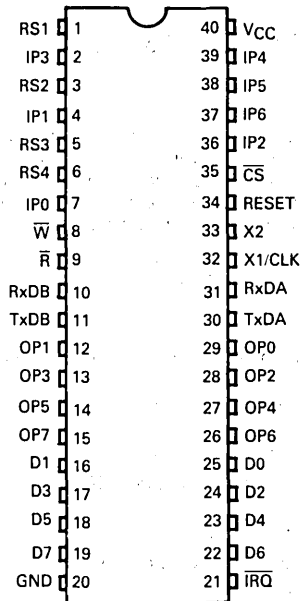 RS1 1 40 VCC
IP3 2 39 IP4
RS2 3 38 IP5
IP1 4 37 IP6
RS3 5 36 IP2
RS4 6 35 C̅S̅
IP0 7 34 RESET
W̅ 8 33 X2
R̅ 9 32 X1/CLK
RxDB 10 31 RxDA
TxDB 11 30 TxDA
OP1 12 29 OP0
OP3 13 28 OP2
OP5 14 27 OP4
OP7 15 26 OP6
D1 16 25 D0
D3 17 24 D2
D5 18 23 D4
D7 19 22 D6
GND 20 21 I̅R̅Q̅